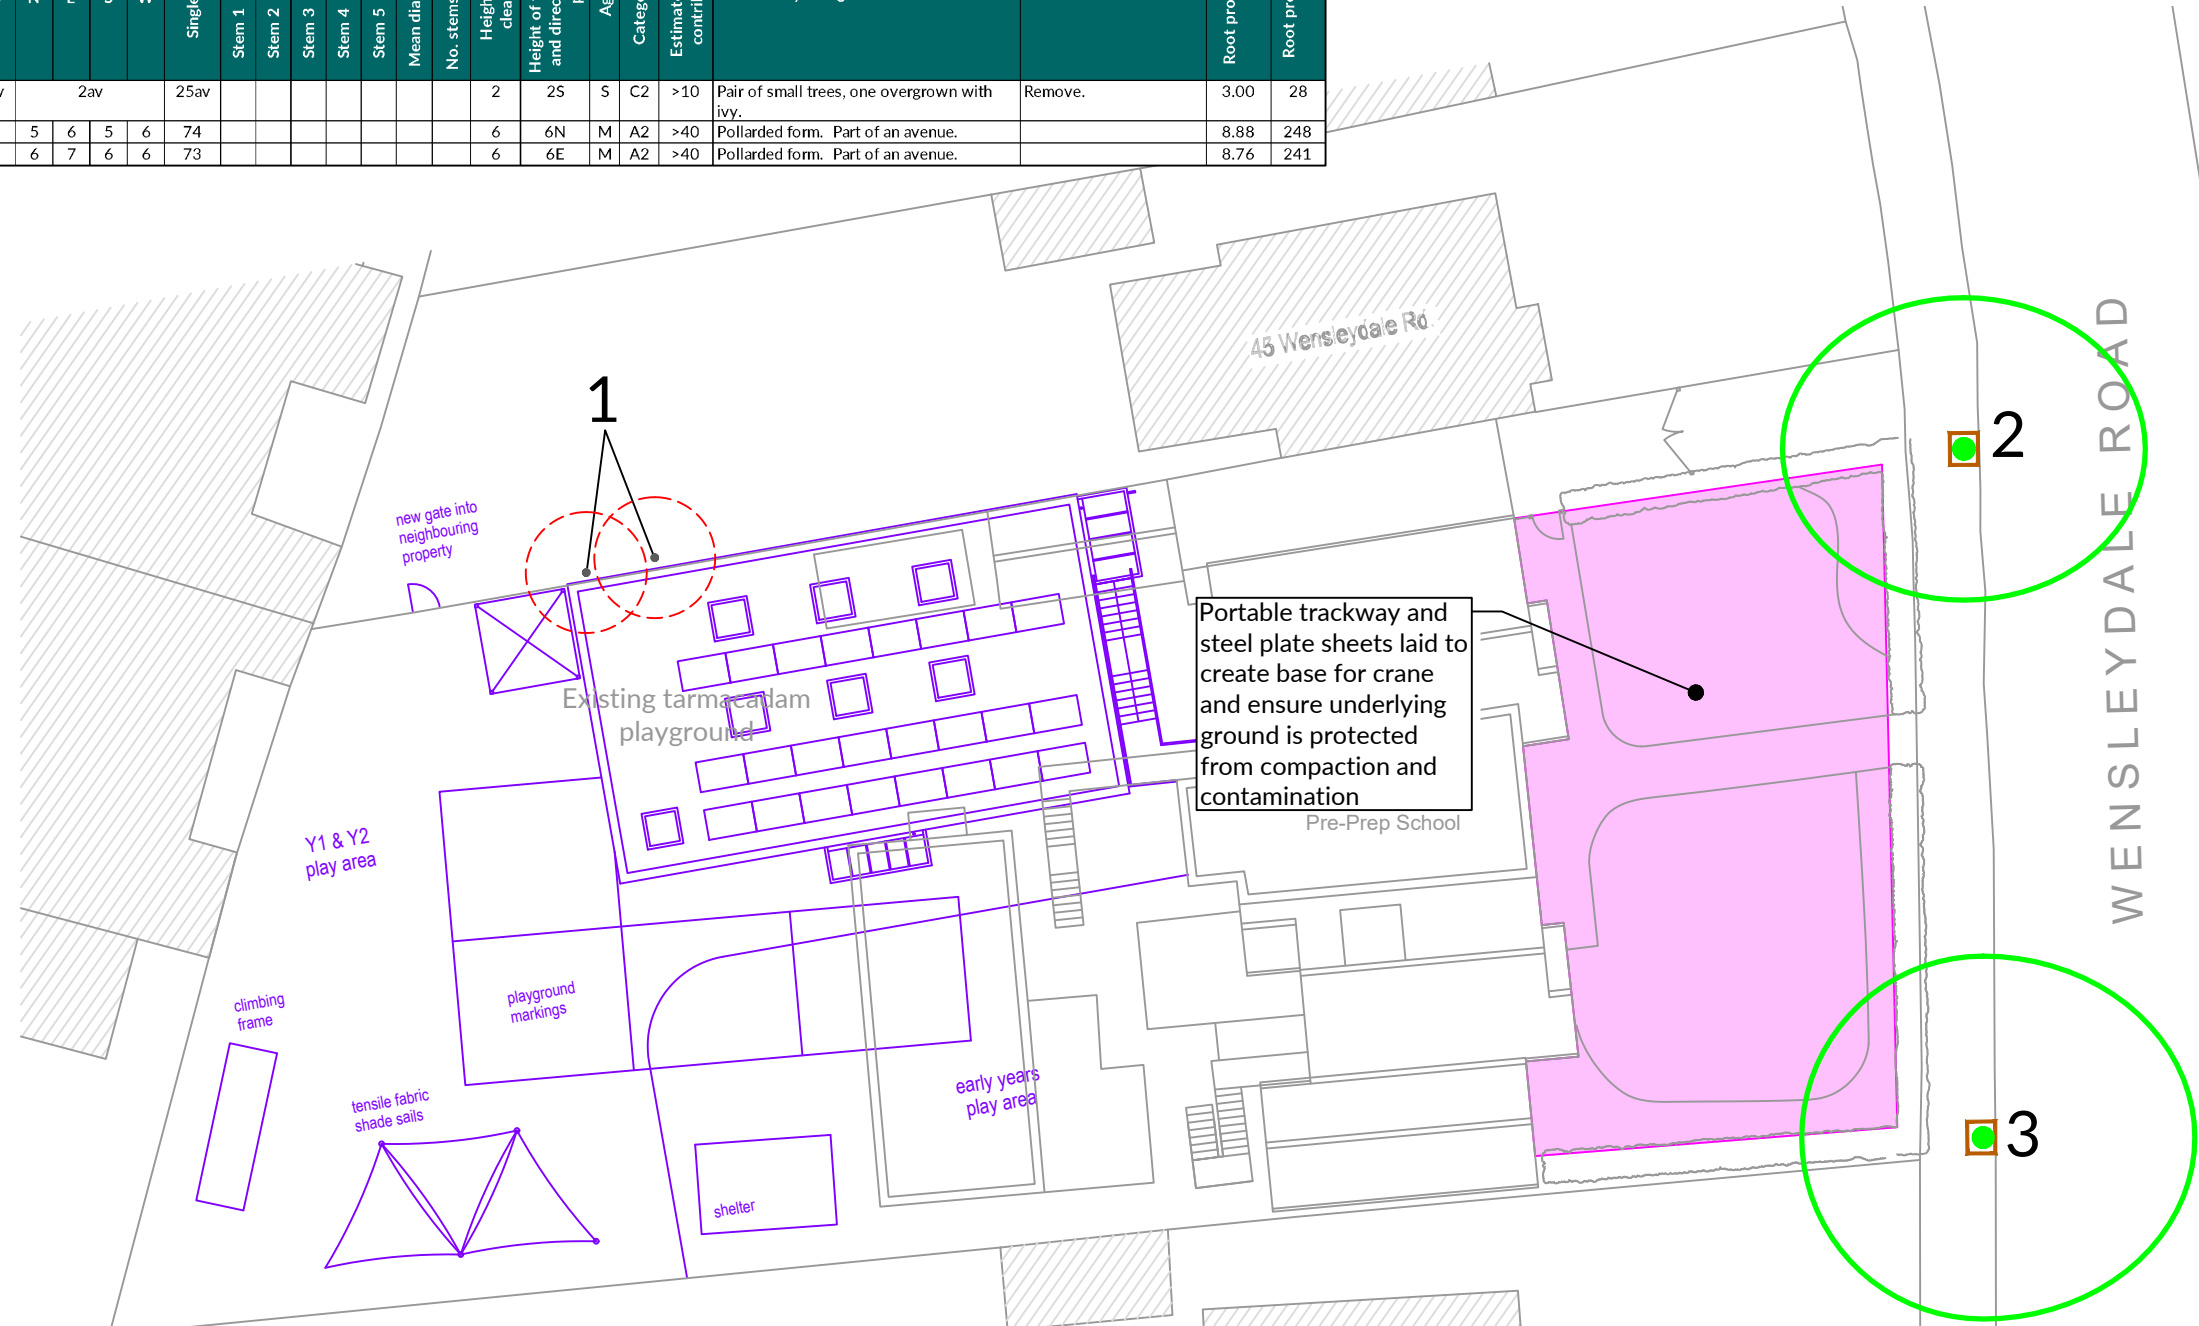 Single
Stem 1
Stem 2
Stem 3
Stem 4
Stem 5
Mean dia
No. stems
Heigh
clea
Height of
and direc
Ag
Categ
Estimat
contrib
Root pro
Root pro
2av 25av 2 2S S C2 >10 Pair of small trees, one overgrown with ivy. Remove. 3.00 28
5 6 5 6 74 6 6N M A2 >40 Pollarded form. Part of an avenue. 8.88 248
6 7 6 6 73 6 6E M A2 >40 Pollarded form. Part of an avenue. 8.76 241
Wensleydale Rd.
1
2
WENSLEYDALE ROAD
new gate into
neighbouring
property
Portable trackway and
steel plate sheets laid to
create base for crane
and ensure underlying
ground is protected
from compaction and
contamination
Existing tarmacadam
playground
Pre-Prep School
Y1 & Y2
play area
climbing
frame
playground
markings
early years
play area
tensile fabric
shade sails
shelter
3